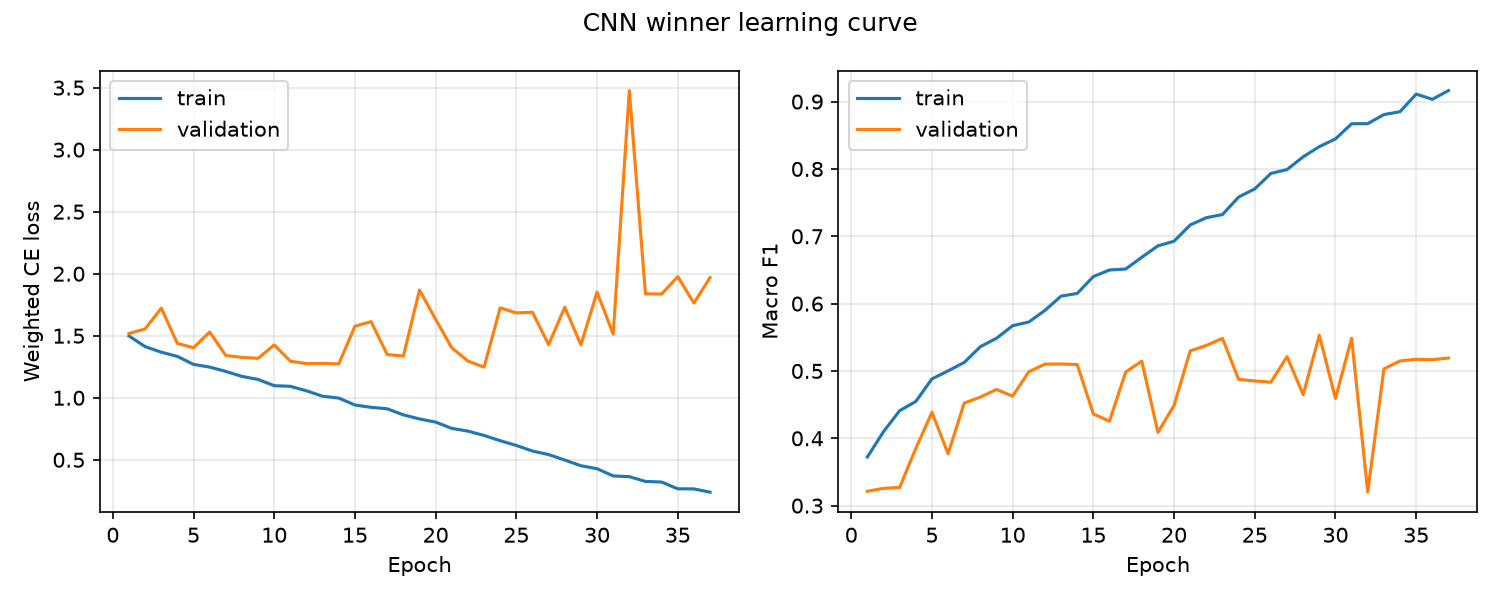 CNN winner learning curve
train
validation
3.5
3.0
2.5
2.0
1.5
1.0
0.5
Weighted CE loss
0 5 10 15 20 25 30 35
Epoch
train
validation
0.9
0.8
0.7
0.6
0.5
0.4
0.3
Macro F1
0 5 10 15 20 25 30 35
Epoch